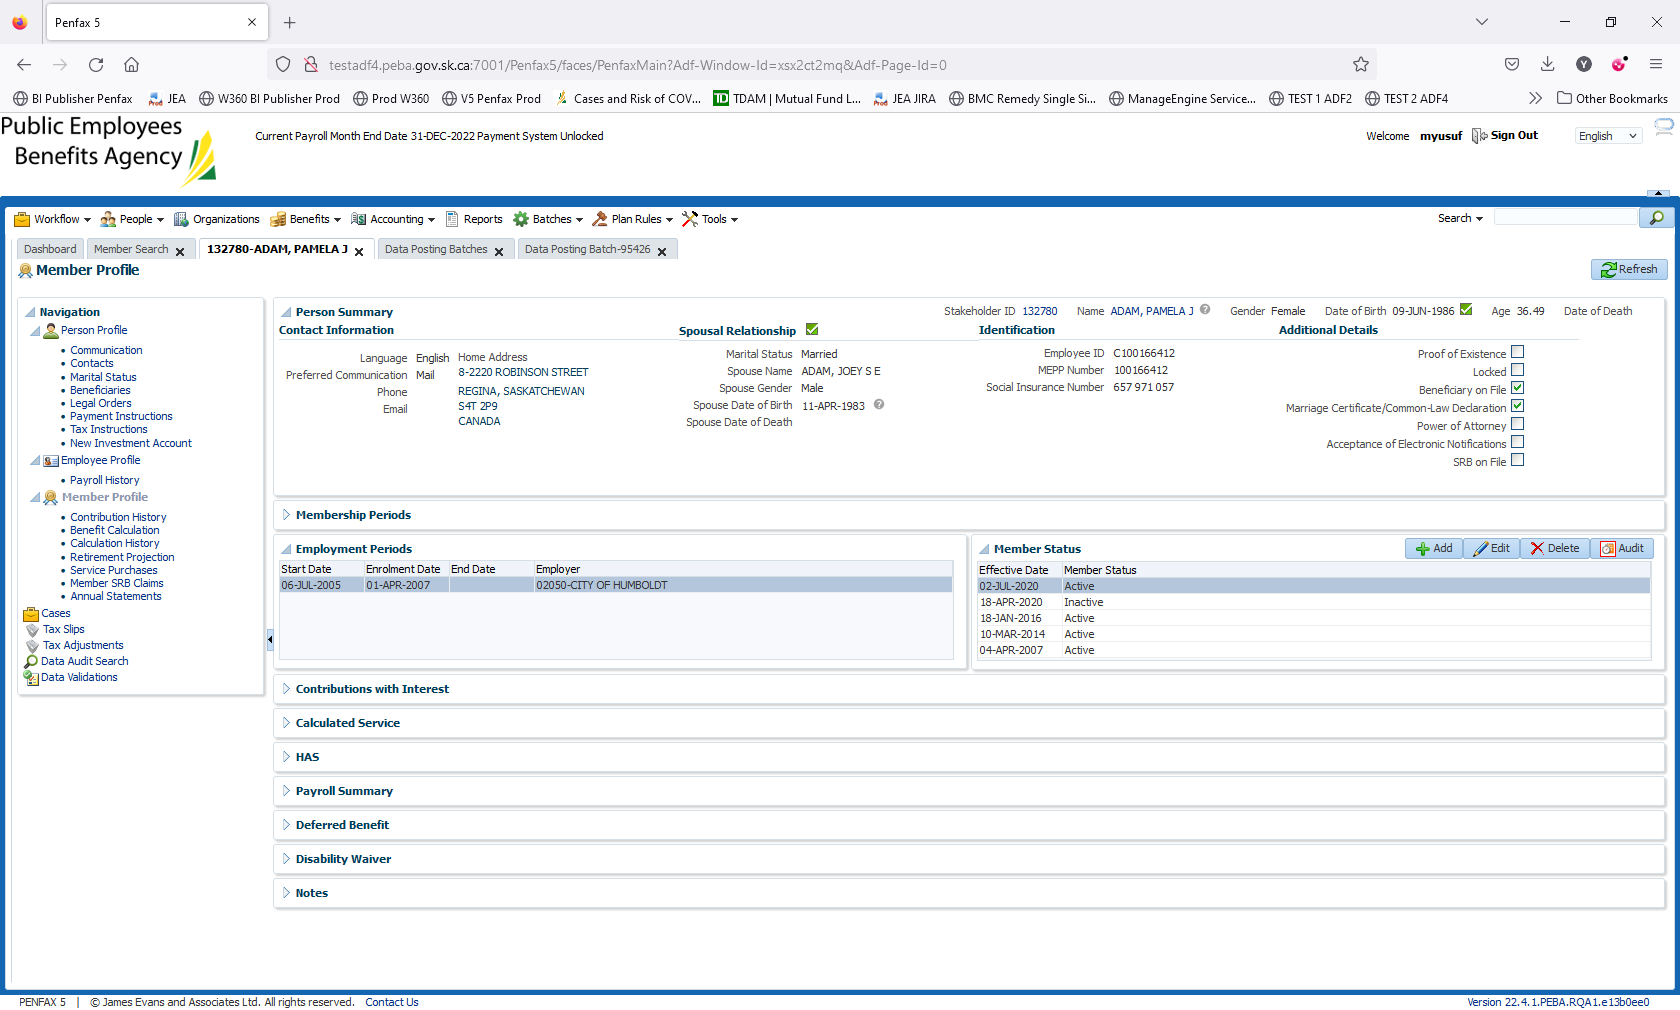 Penfax 5
testadf4.peba.gov.sk.ca:7001/Penfax5/faces/PenfaxMain?Adf-Window-Id=xsx2ct2mq&Adf-Page-Id=0
BI Publisher Penfax JEA W360 BI Publisher Prod Prod W360 V5 Penfax Prod Cases and Risk of COV... TD TDAM | Mutual Fund L... JEA JIRA BMC Remedy Single Si... ManageEngine Service... TEST 1 ADF2 TEST 2 ADF4 Other Bookmarks
Public Employees
Benefits Agency
Current Payroll Month End Date 31-DEC-2022 Payment System Unlocked
Welcome myusuf Sign Out English
Workflow People Organizations Benefits Accounting Reports Batches Plan Rules Tools Search
Dashboard Member Search 132780-ADAM, PAMELA J Data Posting Batches Data Posting Batch-95426
Member Profile
Refresh
Navigation
Person Profile
Communication
Contacts
Marital Status
Beneficiaries
Legal Orders
Payment Instructions
Tax Instructions
New Investment Account
Employee Profile
Payroll History
Member Profile
Contribution History
Benefit Calculation
Calculation History
Retirement Projection
Service Purchases
Member SRB Claims
Annual Statements
Cases
Tax Slips
Tax Adjustments
Data Audit Search
Data Validations
Person Summary
Stakeholder ID 132780 Name ADAM, PAMELA J Gender Female Date of Birth 09-JUN-1986 Age 36.49 Date of Death
Contact Information
Language English
Preferred Communication Mail
Phone
Email
Home Address
8-2220 ROBINSON STREET
REGINA, SASKATCHEWAN
S4T 2P9
CANADA
Spousal Relationship
Marital Status Married
Spouse Name ADAM, JOEY S E
Spouse Gender Male
Spouse Date of Birth 11-APR-1983
Spouse Date of Death
Identification
Employee ID C100166412
MEPP Number 100166412
Social Insurance Number 657 971 057
Additional Details
Proof of Existence
Locked
Beneficiary on File
Marriage Certificate/Common-Law Declaration
Power of Attorney
Acceptance of Electronic Notifications
SRB on File
Membership Periods
Employment Periods
Start Date Enrolment Date End Date Employer
06-JUL-2005 01-APR-2007 02050-CITY OF HUMBOLDT
Member Status
Add Edit Delete Audit
Effective Date Member Status
02-JUL-2020 Active
18-APR-2020 Inactive
18-JAN-2016 Active
10-MAR-2014 Active
04-APR-2007 Active
Contributions with Interest
Calculated Service
HAS
Payroll Summary
Deferred Benefit
Disability Waiver
Notes
PENFAX 5 | © James Evans and Associates Ltd. All rights reserved. Contact Us
Version 22.4.1.PEBA.RQA1.e13b0ee0